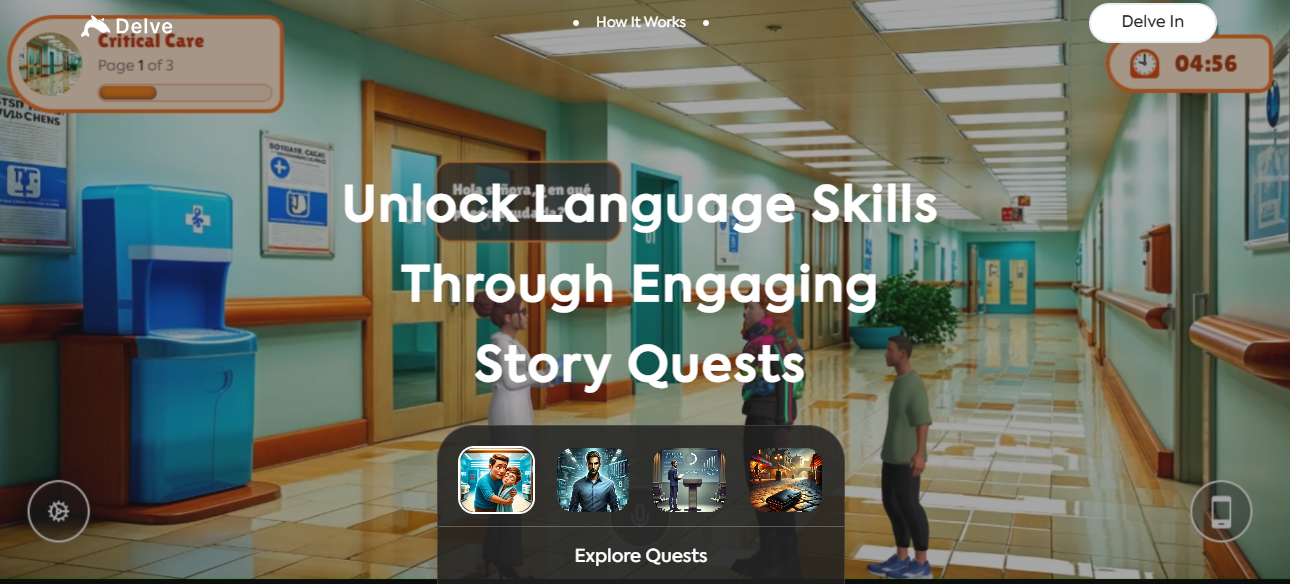 Delve
How It Works
Delve In
Critical Care
Page 1 of 3
04:56
Hola señora, ¿ en qué
Unlock Language Skills
Through Engaging
Story Quests
Explore Quests